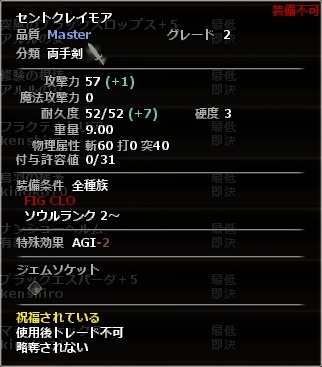 装備不可
セントクレイモア
品質 Master グレード 2
分類 両手剣
攻撃力 57 (+1)
魔法攻撃力 0
耐久度 52/52 (+7) 硬度 3
重量 9.00
物理属性 斬60 打0 突40
付与許容値 0/31
装備条件 全種族
FIG CLO
ソウルランク 2～
特殊効果 AGI-2
ジェムソケット
祝福されている
使用後トレード不可
略奪されない